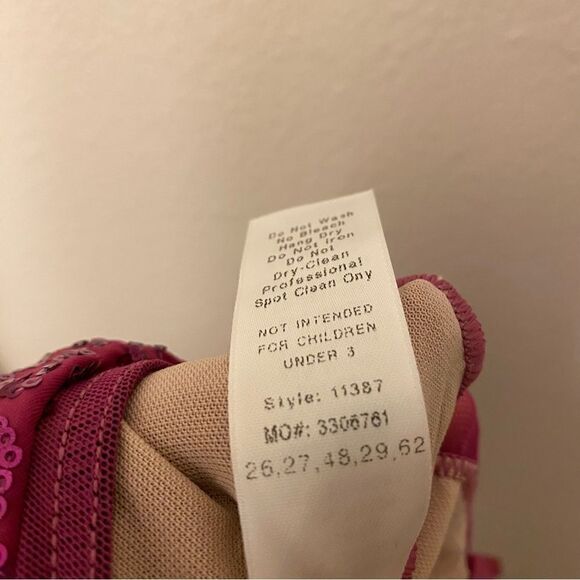 Do Not Wash
No Bleach
Hang Dry
Do Not Iron
Do Not
Dry-Clean
Professional
Spot Clean Ony
NOT INTENDED
FOR CHILDREN
UNDER 3
Style: 11387
MO#: 3306761
26,27,48,29,62